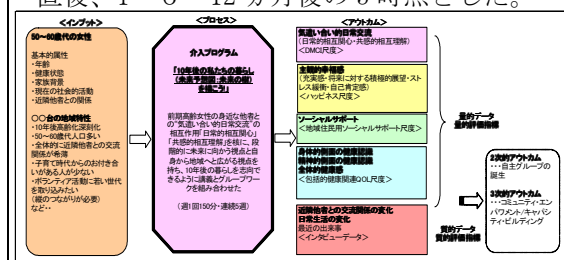 直後、1・6・12 ヵ月後の 5 時点とした。
<インプット>
50~60歳代の女性
基本的属性
・年齢
・健康状態
・家族背景
・現在の社会的活動
・近隣他者との関係
○○台の地域特性
・10年後高齢化深刻化
・50~60歳代人口多い
・全体的に近隣者との交流
関係が希薄
・子育て時代からのお付き合
いがある人が少ない
・ボランティア活動に若い世代
を取り込みたい
(縦のつながりが必要)
など・・
<プロセス>
介入プログラム
「10年後の私たちの暮らし
を描こう」
前期高齢女性の身近な他者と
の“気遣い合い的日常交流”の
相互作用「日常的相互関心」
「共感的相互理解」を核に、段
階的に未来に向かう視点と自
身から地域へと広がる視点を
持ち、10年後の暮らしを志向で
きるように講義とグループワー
クを組み合わせた
(週1回150分・連続5週)
<アウトカム>
気遣い合い的日常交流
(日常的相互関心・共感的相互理解)
<DMCI尺度>
主観的幸福感
(充実感・将来に対する積極的展望・スト
レス緩衝・自己肯定感)
<ハッピネス尺度>
ソーシャルサポート
<地域住民用ソーシャルサポート尺度>
身体的側面の健康認識
精神的側面の健康認識
全体的健康感
<包括的健康関連QOL尺度>
近隣他者との交流関係の変化
日常生活の変化
最近の出来事
<インタビューデータ>
量的データ
量的評価指標
質的データ
質的評価指標
2次的アウトカム
・・・自主グループの
誕生
3次的アウトカム
・・・コミュニティ・エン
パワメント/キャパシ
ティ・ビルディング